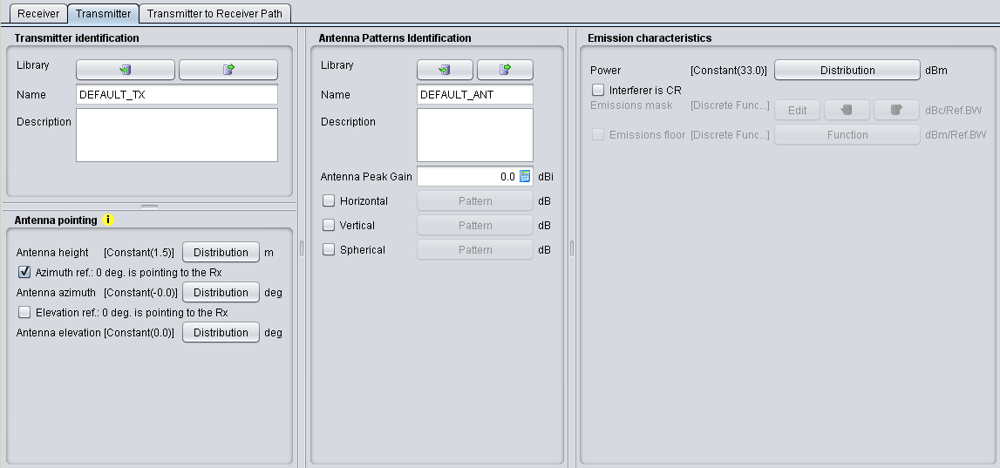 Receiver Transmitter Transmitter to Receiver Path
Transmitter identification
Library
Name DEFAULT_TX
Description
Antenna pointing i
Antenna height [Constant(1.5)] Distribution m
Azimuth ref.: 0 deg. is pointing to the Rx
Antenna azimuth [Constant(-0.0)] Distribution deg
Elevation ref.: 0 deg. is pointing to the Rx
Antenna elevation [Constant(0.0)] Distribution deg
Antenna Patterns Identification
Library
Name DEFAULT_ANT
Description
Antenna Peak Gain 0.0 dBi
Horizontal Pattern dB
Vertical Pattern dB
Spherical Pattern dB
Emission characteristics
Power [Constant(33.0)] Distribution dBm
Interferer is CR
Emissions mask [Discrete Func...] Edit dBc/Ref.BW
Emissions floor [Discrete Func...] Function dBm/Ref.BW